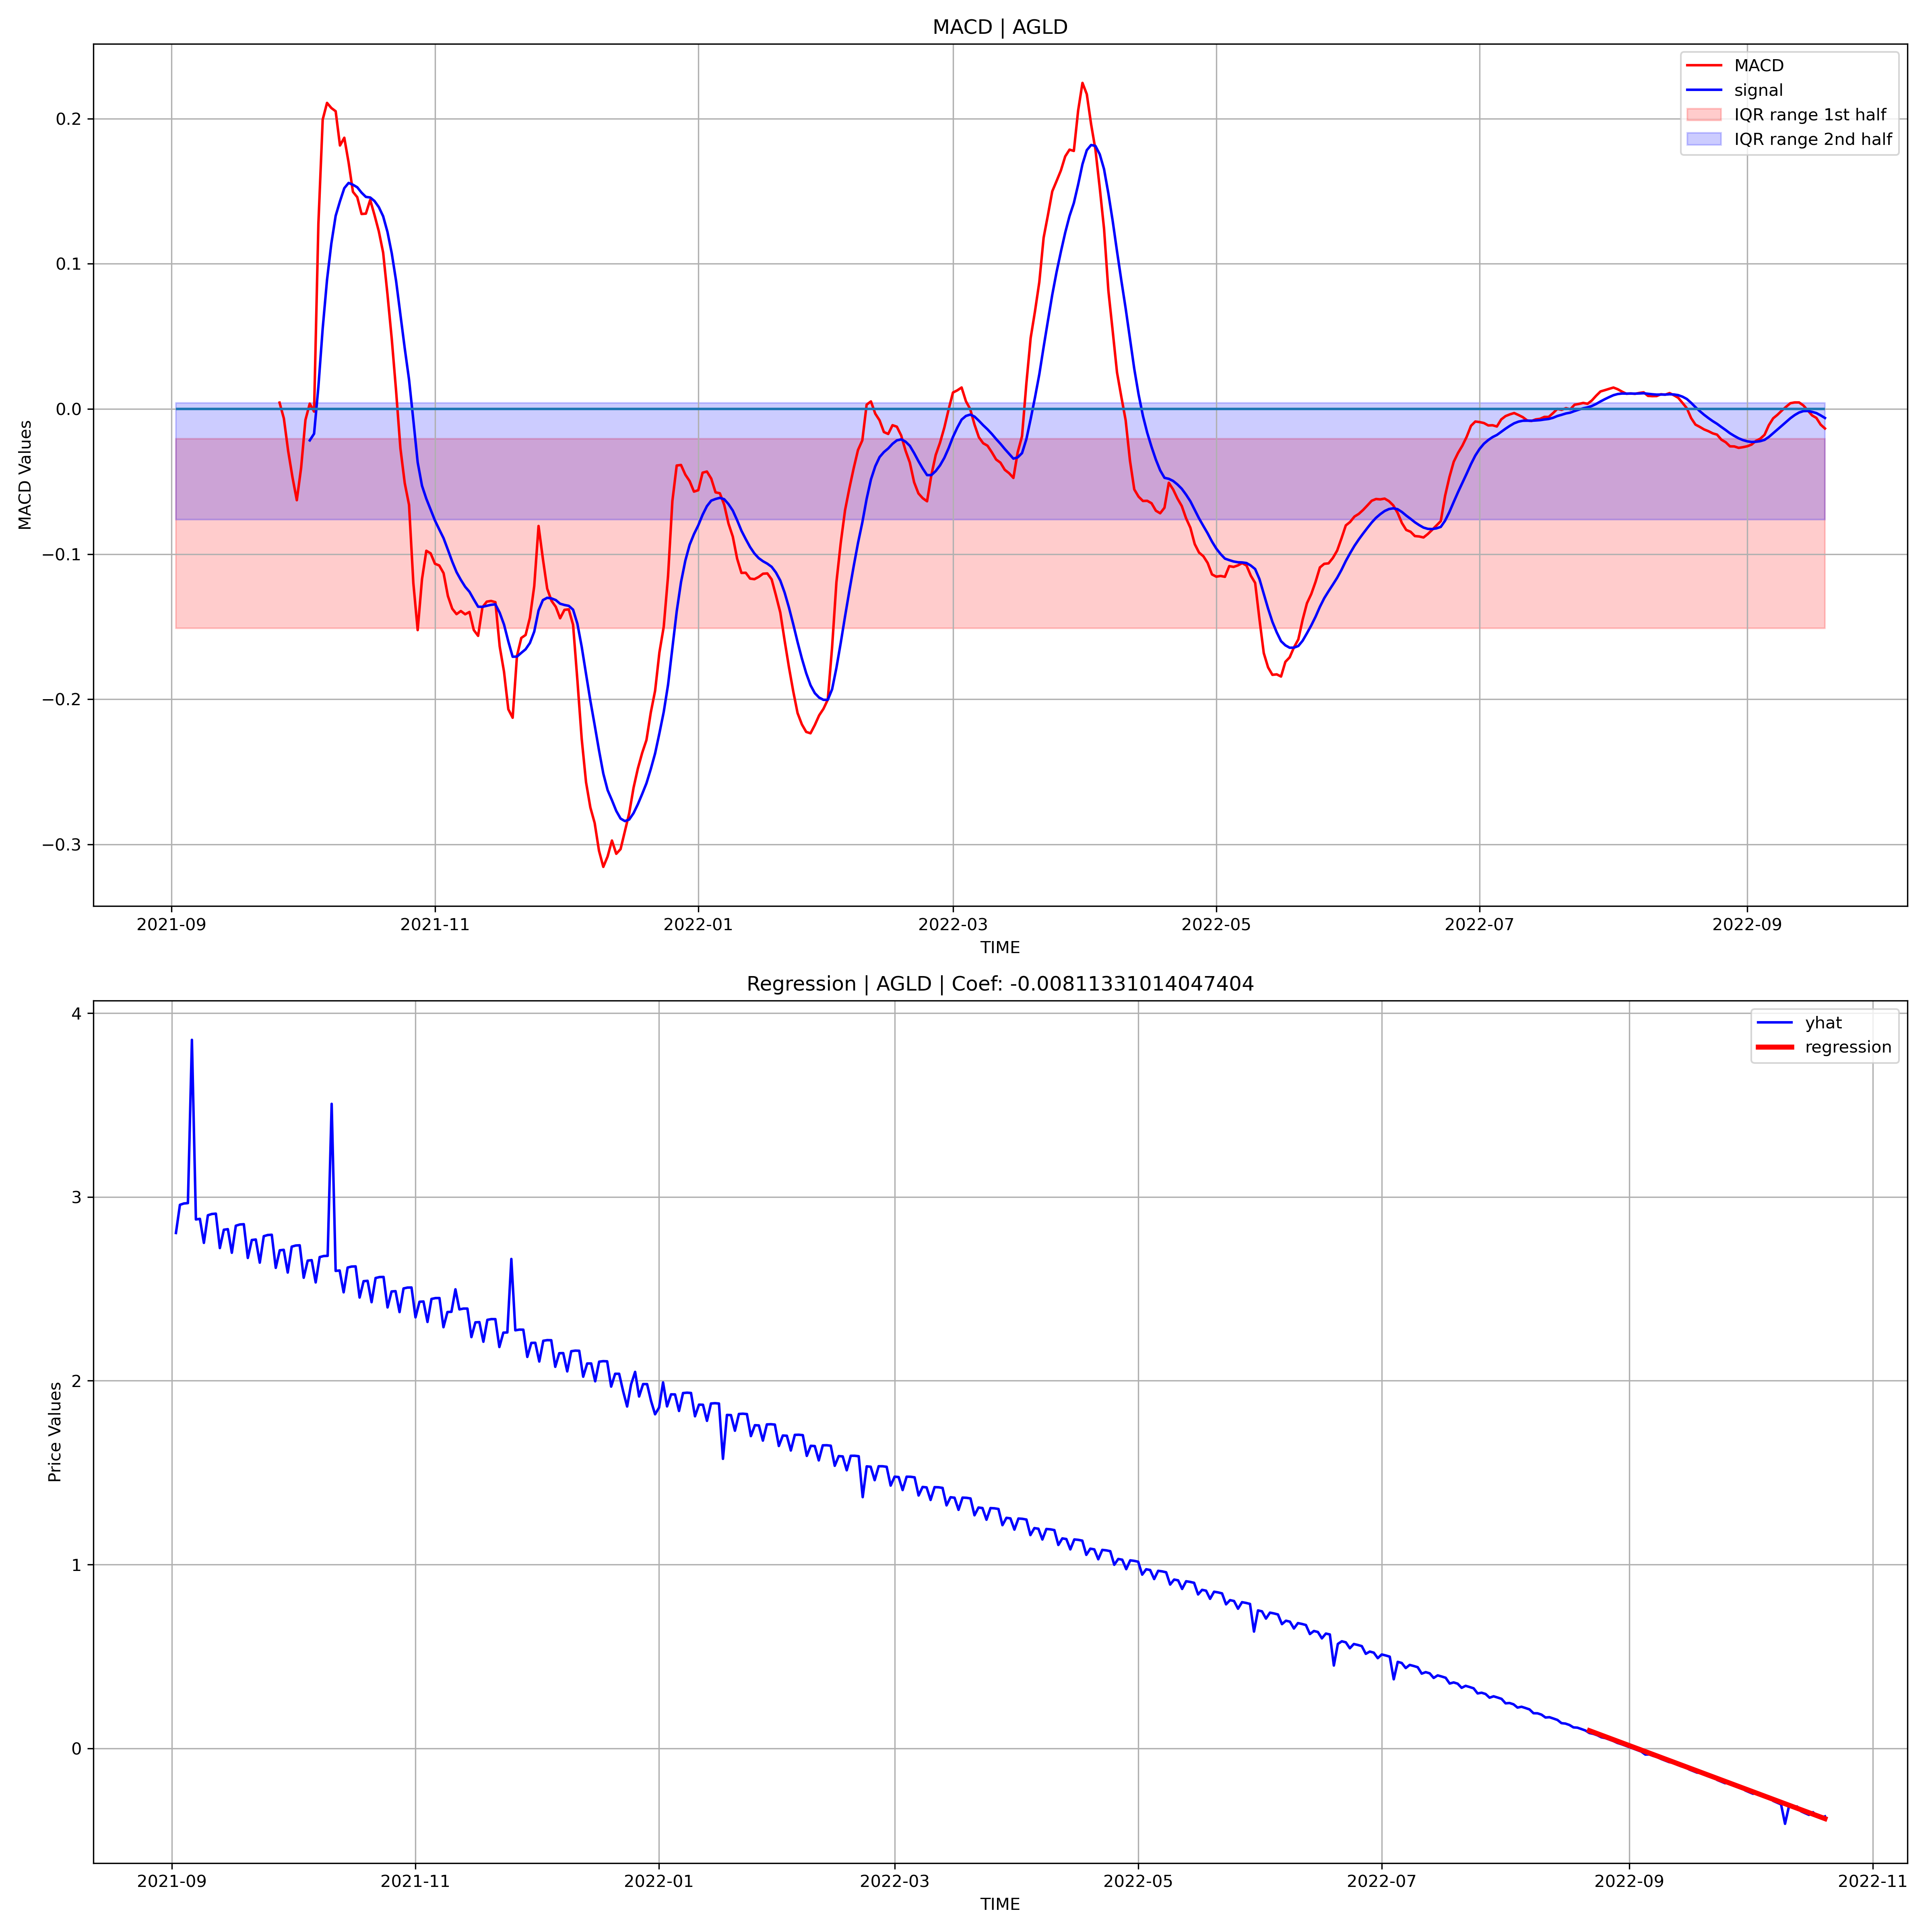 MACD | AGLD
MACD
signal
IQR range 1st half
IQR range 2nd half
MACD Values
0.2
0.1
0.0
−0.1
−0.2
−0.3
2021-09
2021-11
2022-01
2022-03
2022-05
2022-07
2022-09
TIME
Regression | AGLD | Coef: -0.00811331014047404
yhat
regression
Price Values
4
3
2
1
0
2021-09
2021-11
2022-01
2022-03
2022-05
2022-07
2022-09
2022-11
TIME